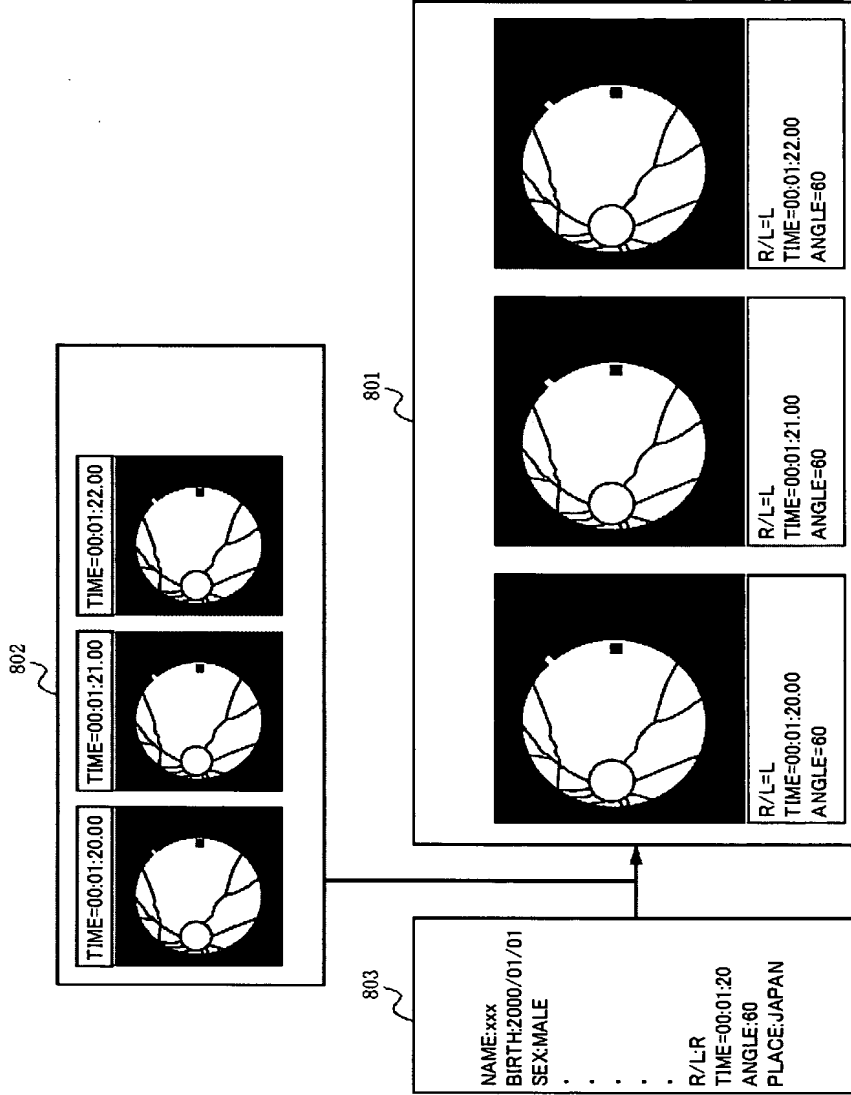 802
TIME=00:01:20.00
TIME=00:01:21.00
TIME=00:01:22.00
803
NAME:xxx
BIRTH:2000/01/01
SEX:MALE
.
.
.
.
.
R/L:R
TIME=00:01:20
ANGLE:60
PLACE:JAPAN
801
R/L=L
TIME=00:01:20.00
ANGLE=60
R/L=L
TIME=00:01:21.00
ANGLE=60
R/L=L
TIME=00:01:22.00
ANGLE=60